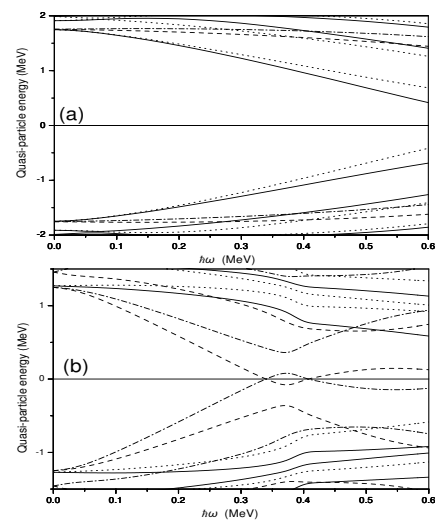 2
1
0
-1
-2
Quasi-particle energy (MeV)
(a)
0.0 0.1 0.2 0.3 0.4 0.5 0.6
ħω (MeV)
1
0
-1
Quasi-particle energy (MeV)
(b)
0.0 0.1 0.2 0.3 0.4 0.5 0.6
ħω (MeV)